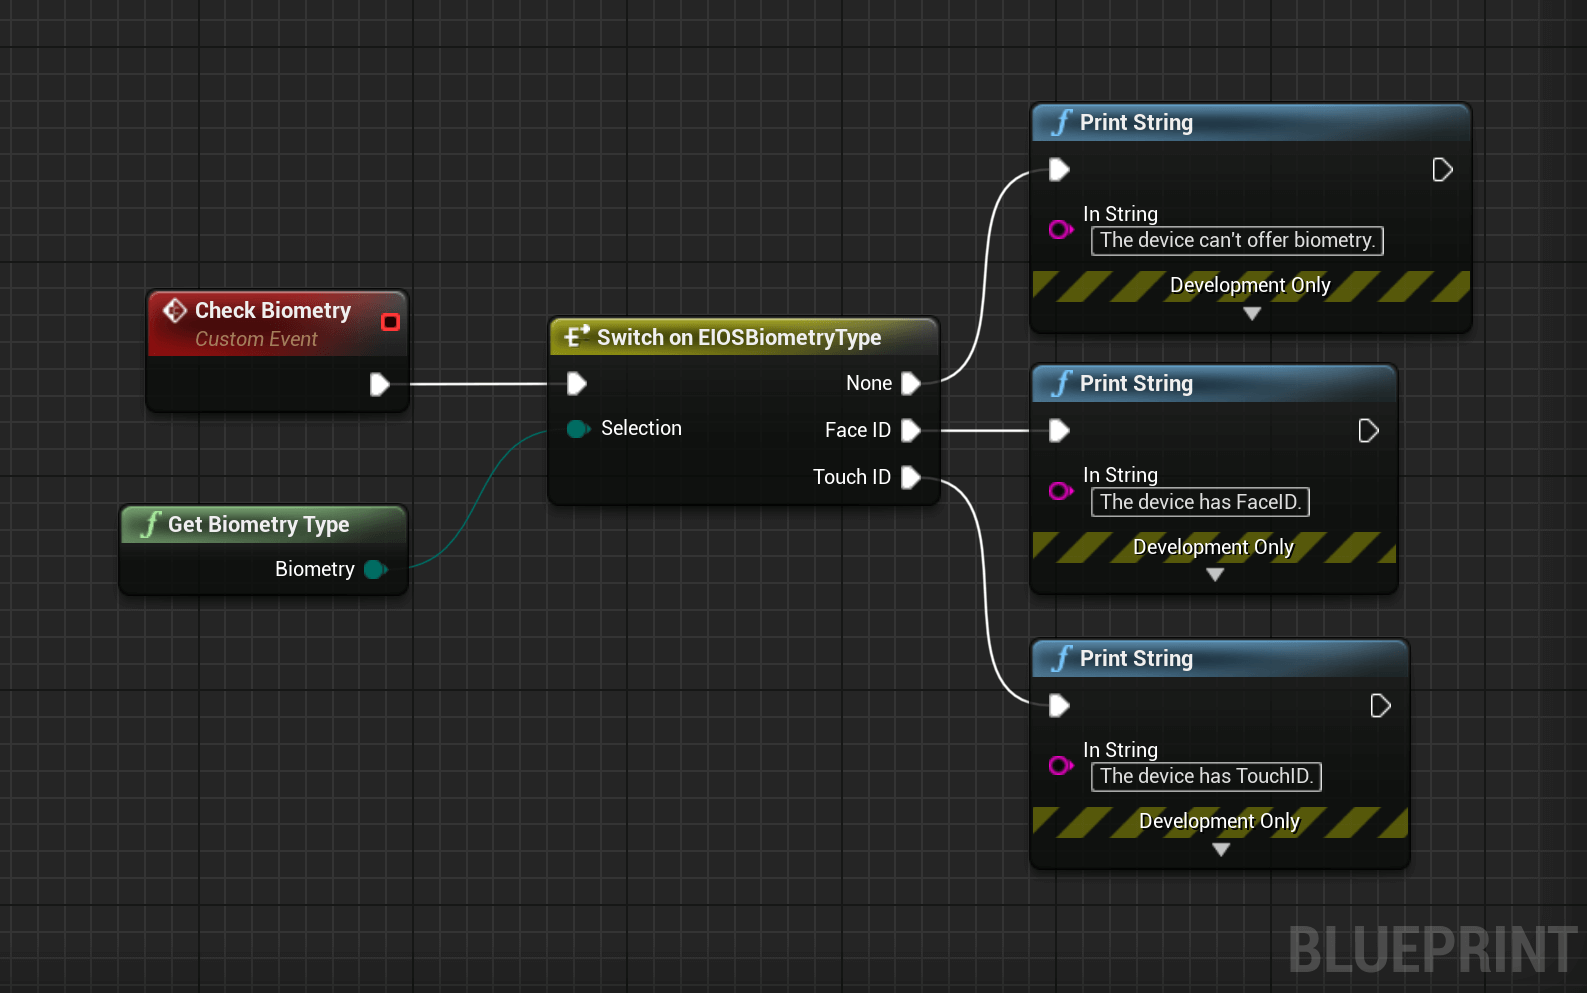 Check Biometry
Custom Event
Get Biometry Type
Biometry
Switch on EIOSBiometryType
None
Selection
Face ID
Touch ID
Print String
In String
The device can't offer biometry.
Development Only
Print String
In String
The device has FaceID.
Development Only
Print String
In String
The device has TouchID.
Development Only
BLUEPRINT